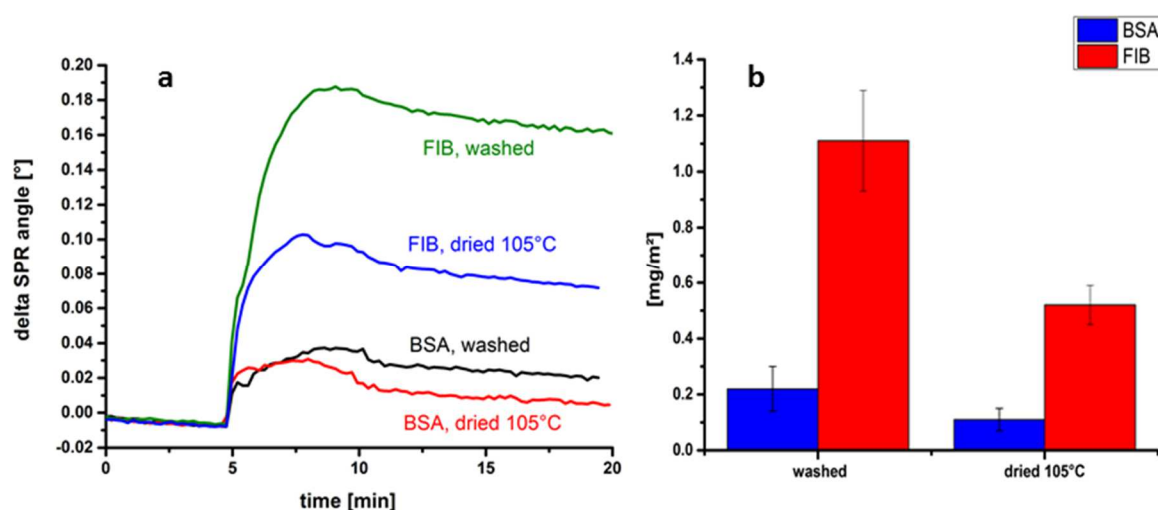 a
0.20
0.18
0.16
0.14
0.12
0.10
0.08
0.06
0.04
0.02
0.00
-0.02
delta SPR angle [°]
FIB, washed
FIB, dried 105°C
BSA, washed
BSA, dried 105°C
0 5 10 15 20
time [min]
b
BSA
FIB
1.4
1.2
1.0
0.8
0.6
0.4
0.2
0.0
[mg/m²]
washed dried 105°C